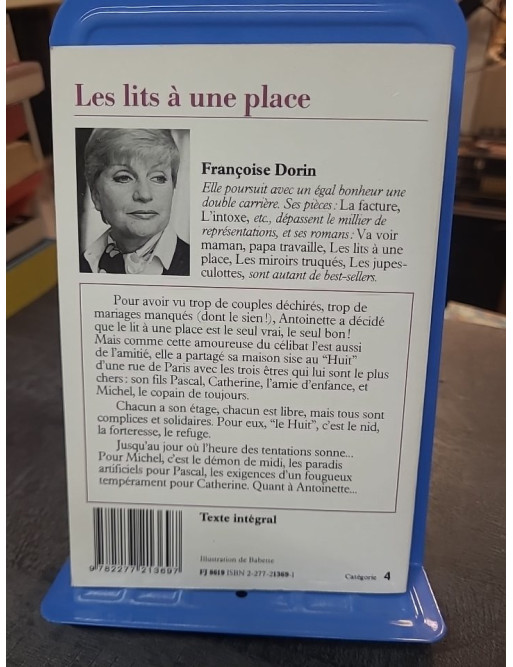 Les lits à une place
Françoise Dorin
Elle poursuit avec un égal bonheur une
double carrière. Ses pièces : La facture,
L'intoxe, etc, dépassent le millier de
représentations, et ses romans : Va voir
maman, papa travaille, Les lits à une
place, Les miroirs truqués, Les jupes-
culottes, sont autant de best-sellers.
Pour avoir vu trop de couples déchirés, trop de
mariages manqués (dont le sien !), Antoinette a décidé
que le lit à une place est le seul vrai, le seul bon !
Mais comme cette amoureuse du célibat l'est aussi
de l'amitié, elle a partagé sa maison sise au "Huit"
d'une rue de Paris avec les trois êtres qui lui sont le plus
chers : son fils Pascal, Catherine, l'amie d'enfance, et
Michel, le copain de toujours.
Chacun a son étage, chacun est libre, mais tous sont
complices et solidaires. Pour eux, "le Huit", c'est le nid,
la forteresse, le refuge.
Jusqu'au jour où l'heure des tentations sonne...
Pour Michel, c'est le démon de midi, les paradis
artificiels pour Pascal, les exigences d'un fougueux
tempérament pour Catherine. Quant à Antoinette...
Texte intégral
Illustration de Babette
9 782277 213697
ISBN 2-277-21369-1
Catégorie 4